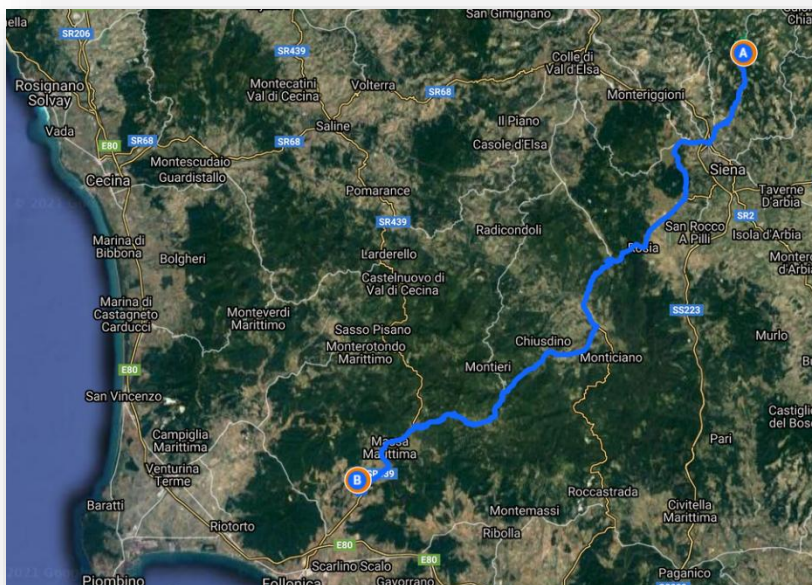 San Gimignano
SR206
SR439
Colle di
Val d'Elsa
A
Rosignano
Solvay
Montecatini
Val di Cecina
Volterra
SR68
Monteriggioni
Vada
E80
SR68
SR68
Saline
Il Piano
Casole d'Elsa
Montescudaio
Guardistallo
Cecina
Siena
Pomarance
Taverne
D'arbia
SR439
SR2
Marina di
Bibbona
Bolgheri
Radicondoli
San Rocco
A Pilli
Isola d'Arbia
Larderello
Rosia
Castelnuovo di
Val di Cecina
Marina di
Castagneto
Carducci
Monteverdi
Marittimo
SS223
Sasso Pisano
Murlo
Monterotondo
Marittimo
Chiusdino
Monticiano
E80
Montieri
San Vincenzo
Campiglia
Marittima
Massa
Marittima
Pari
Venturina
Terme
B
Roccastrada
Baratti
Riotorto
Montemassi
Civitella
Marittima
Ribolla
E80
E80
Scarlino Scalo
Piombino
Follonica
Gavorrano
Paganico